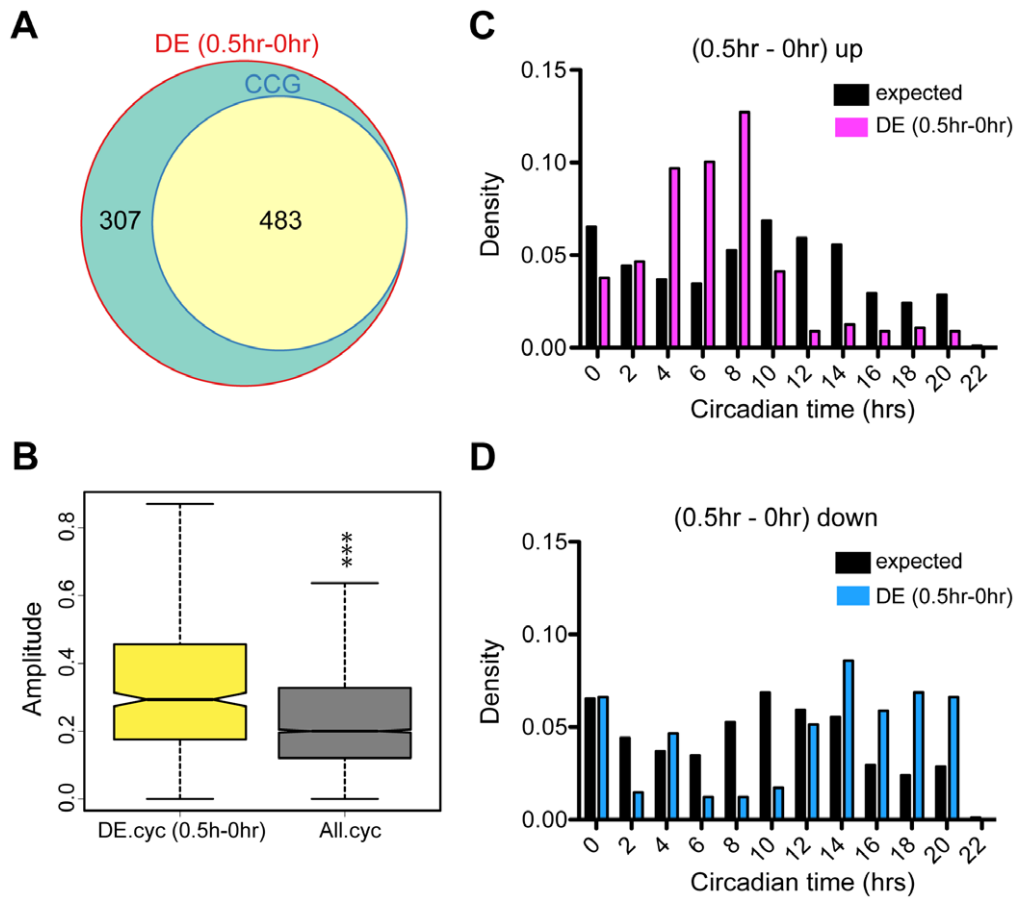 A
DE (0.5hr-0hr)
CCG
307
483
B
Amplitude
0.8
0.6
0.4
0.2
0.0
***
DE.cyc (0.5h-0hr)
All.cyc
C
(0.5hr - 0hr) up
expected
DE (0.5hr-0hr)
Density
0.15
0.10
0.05
0.00
0 2 4 6 8 10 12 14 16 18 20 22
Circadian time (hrs)
D
(0.5hr - 0hr) down
expected
DE (0.5hr-0hr)
Density
0.15
0.10
0.05
0.00
0 2 4 6 8 10 12 14 16 18 20 22
Circadian time (hrs)